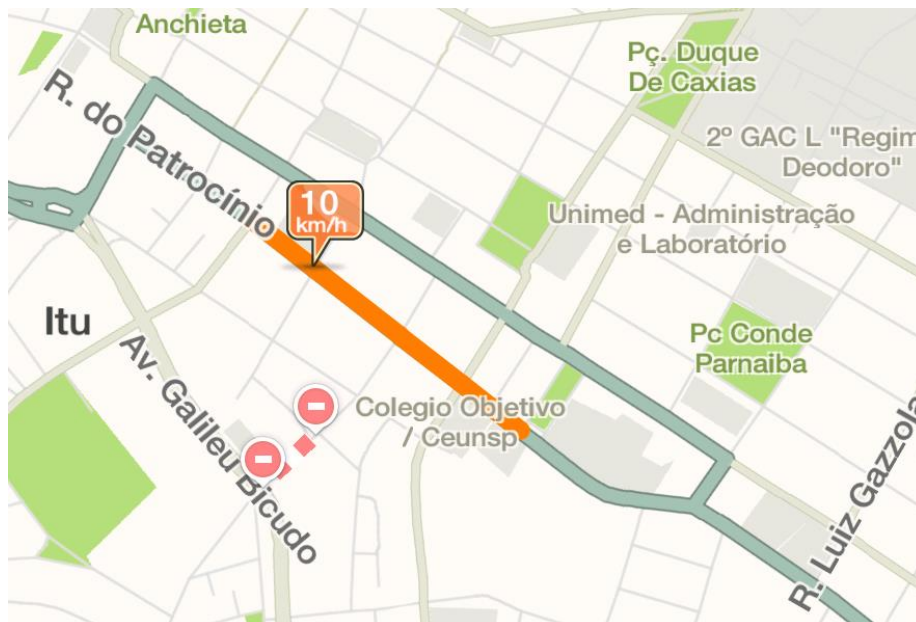 Anchieta
Pç. Duque
De Caxias
R. do Patrocínio
2º GAC L "Regim
Deodoro"
10
km/h
Unimed - Administração
e Laboratório
Itu
Pc Conde
Parnaiba
Av. Galileu Bicudo
Colegio Objetivo
/ Ceunsp
R. Luiz Gazzola